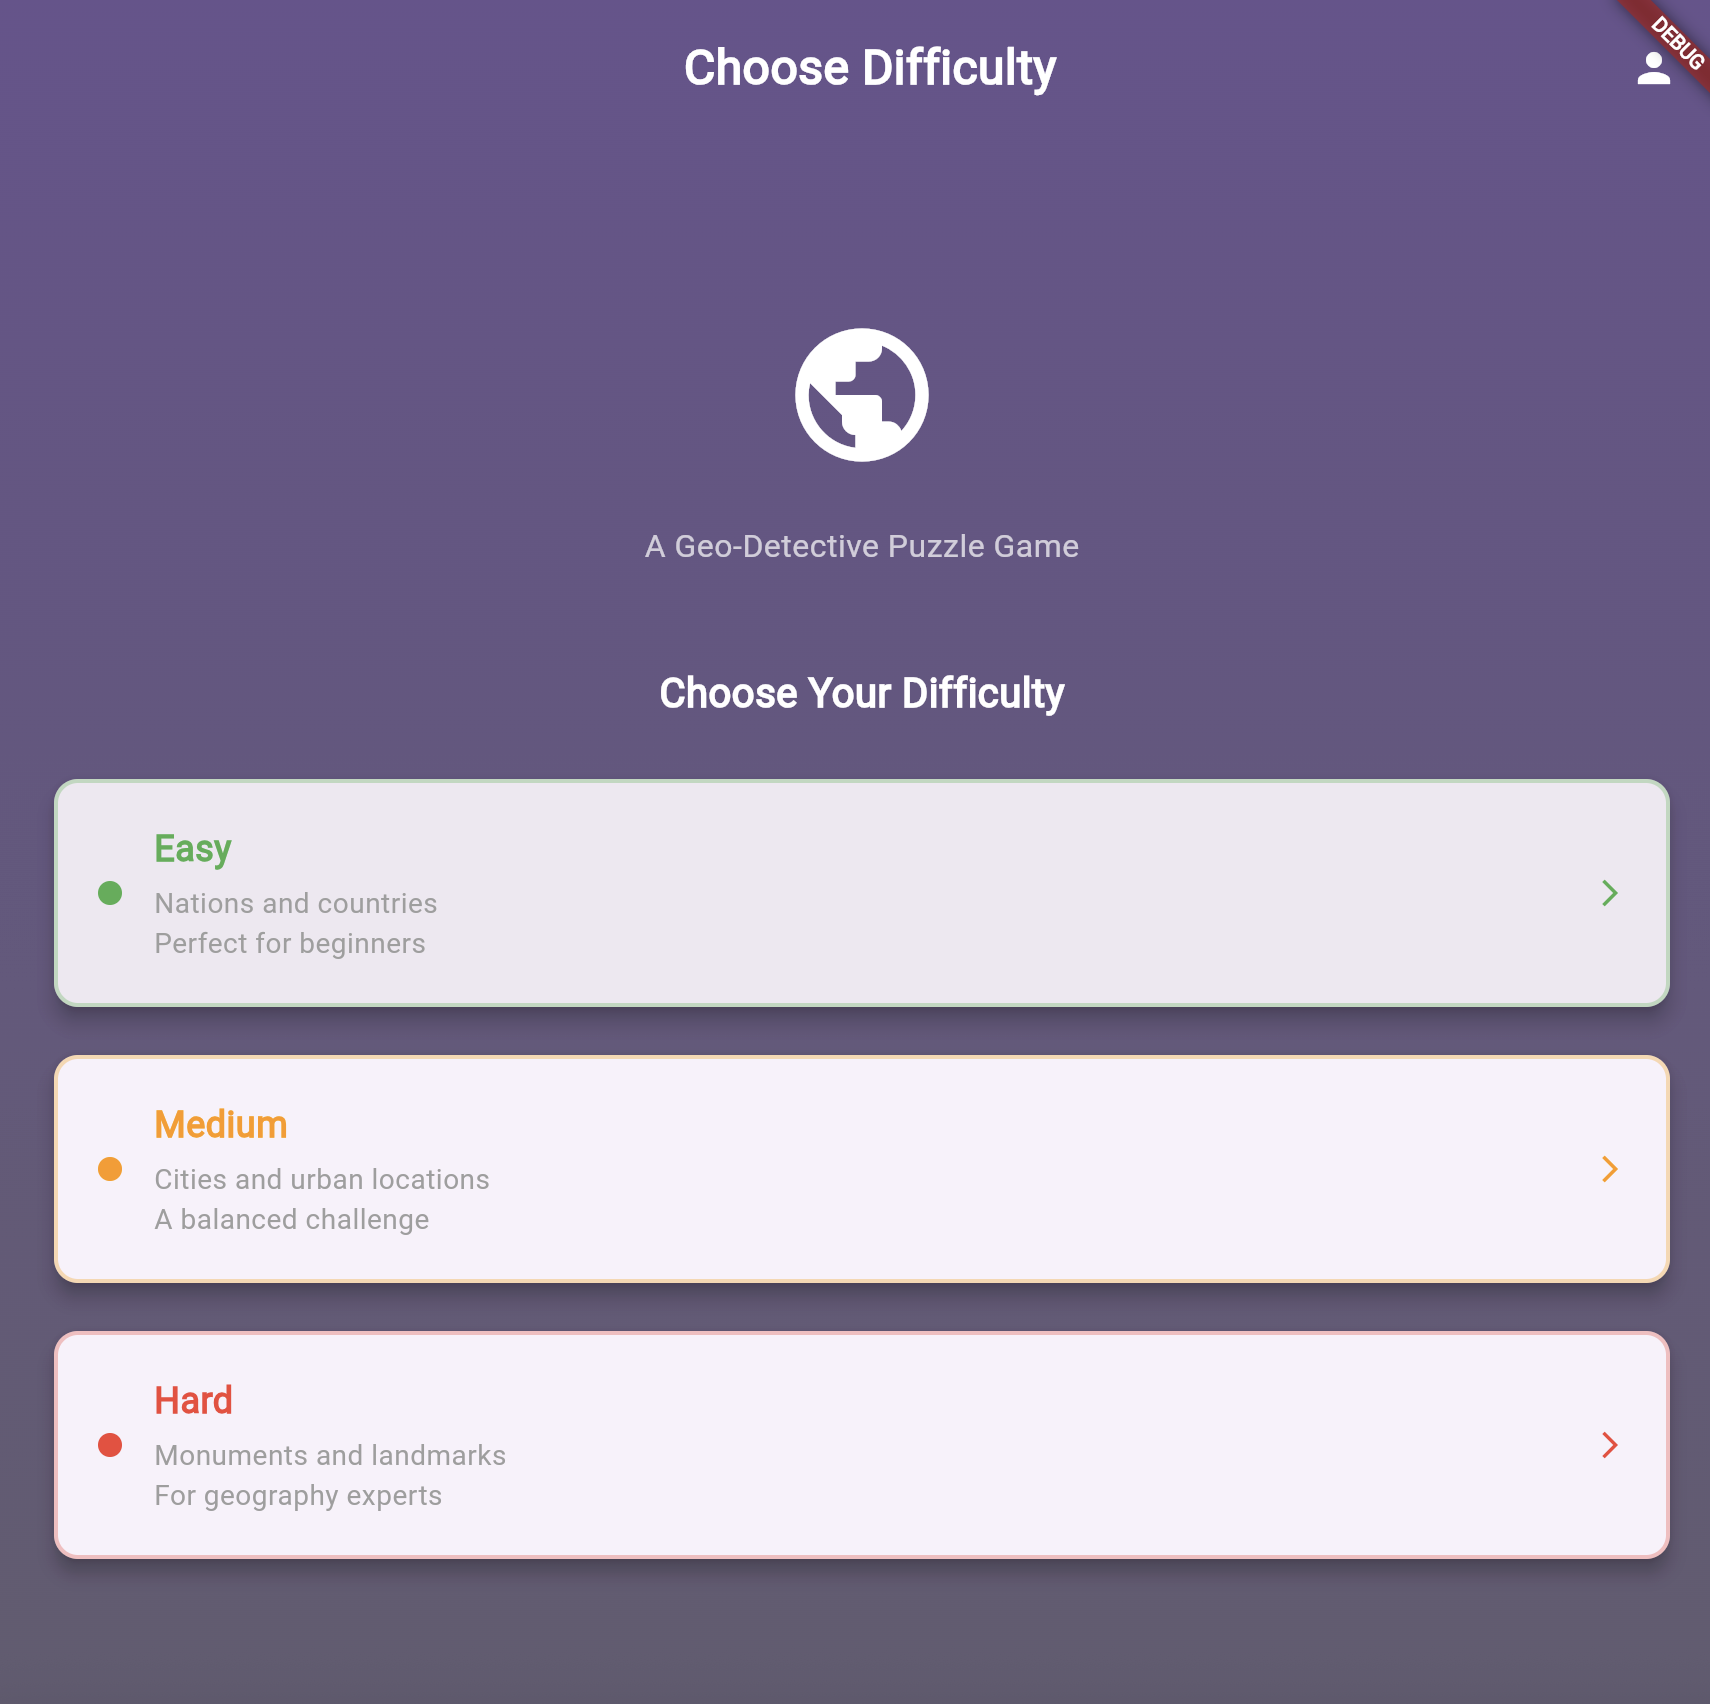 Choose Difficulty
DEBUG
A Geo-Detective Puzzle Game
Choose Your Difficulty
Easy
Nations and countries
Perfect for beginners
Medium
Cities and urban locations
A balanced challenge
Hard
Monuments and landmarks
For geography experts